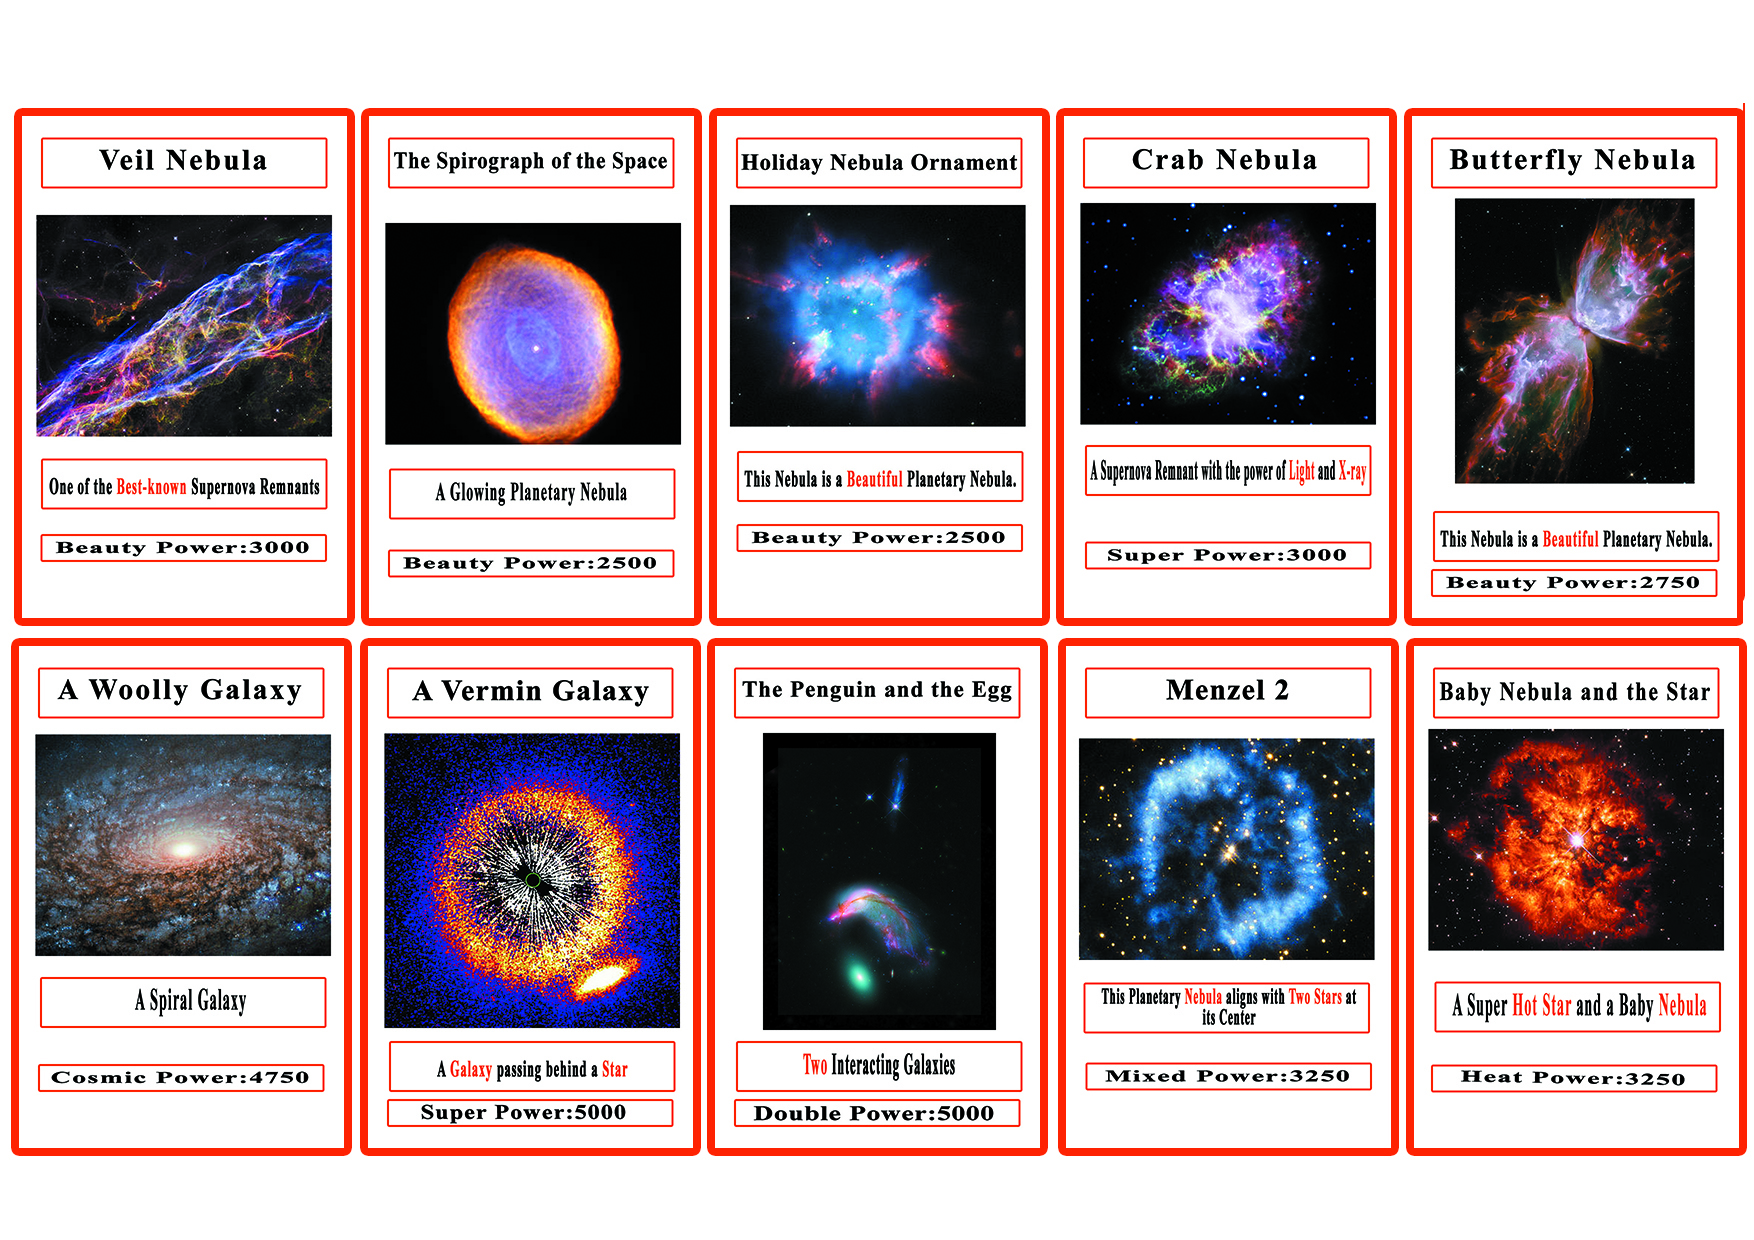 Veil Nebula
One of the Best-known Supernova Remnants
Beauty Power:3000
The Spirograph of the Space
A Glowing Planetary Nebula
Beauty Power:2500
Holiday Nebula Ornament
This Nebula is a Beautiful Planetary Nebula.
Beauty Power:2500
Crab Nebula
A Supernova Remnant with the power of Light and X-ray
Super Power:3000
Butterfly Nebula
This Nebula is a Beautiful Planetary Nebula.
Beauty Power:2750
A Woolly Galaxy
A Spiral Galaxy
Cosmic Power:4750
A Vermin Galaxy
A Galaxy passing behind a Star
Super Power:5000
The Penguin and the Egg
Two Interacting Galaxies
Double Power:5000
Menzel 2
This Planetary Nebula aligns with Two Stars at
its Center
Mixed Power:3250
Baby Nebula and the Star
A Super Hot Star and a Baby Nebula
Heat Power:3250